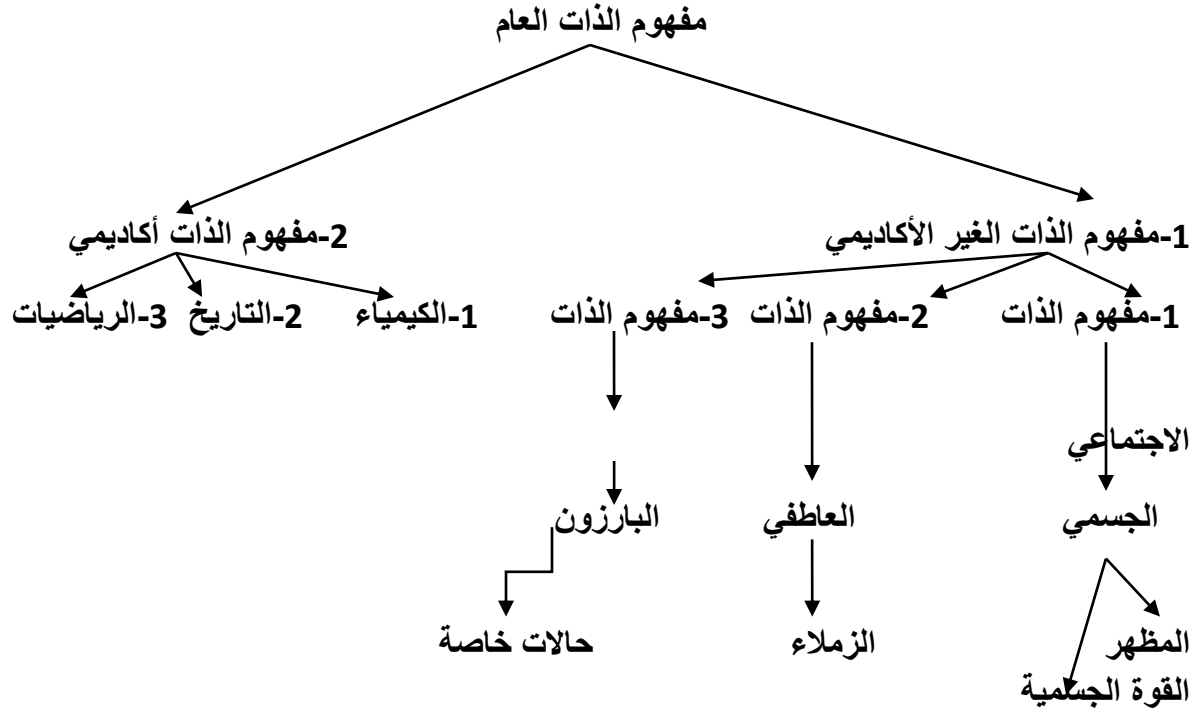 مفهوم الذات العام
1-مفهوم الذات الغير الأكاديمي 2-مفهوم الذات أكاديمي
1-مفهوم الذات 2-مفهوم الذات 3-مفهوم الذات 1-الكيمياء 2-التاريخ 3-الرياضيات
الاجتماعي
الجسمي العاطفي البارزون
المظهر الزملاء حالات خاصة
القوة الجسمية